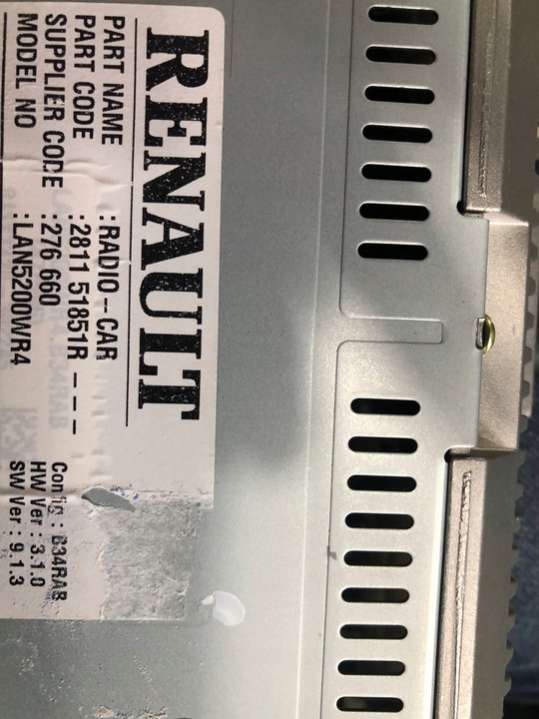 RENAULT
PART NAME : RADIO-CAR
PART CODE : 2811 51851R ---
SUPPLIER CODE : 276 660
MODEL NO : LAN5200WR4
Config : B34RAB
HW Ver : 3.1.0
SW Ver : 9.1.3